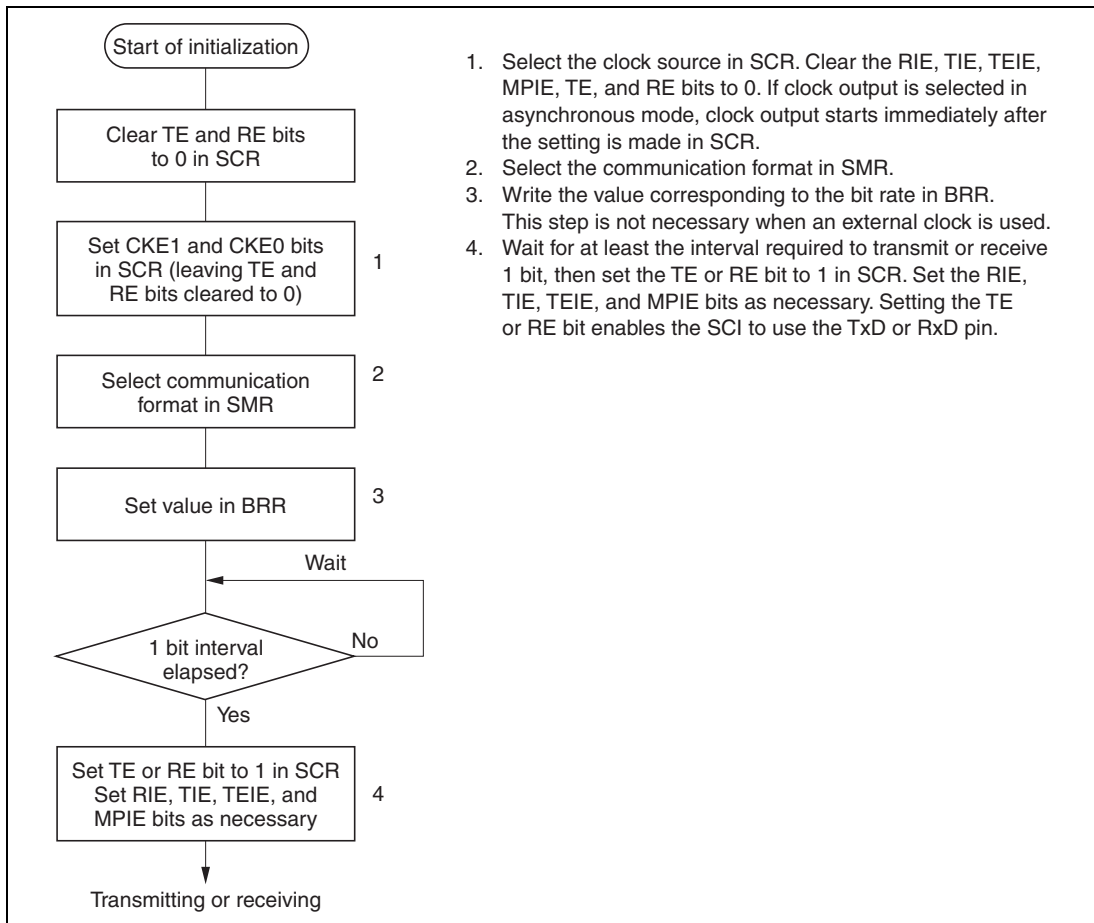 Start of initialization
Clear TE and RE bits
to 0 in SCR
Set CKE1 and CKE0 bits
in SCR (leaving TE and
RE bits cleared to 0)
1
Select communication
format in SMR
2
Set value in BRR
3
Wait
1 bit interval
elapsed?
No
Yes
Set TE or RE bit to 1 in SCR
Set RIE, TIE, TEIE, and
MPIE bits as necessary
4
Transmitting or receiving
1. Select the clock source in SCR. Clear the RIE, TIE, TEIE,
MPIE, TE, and RE bits to 0. If clock output is selected in
asynchronous mode, clock output starts immediately after
the setting is made in SCR.
2. Select the communication format in SMR.
3. Write the value corresponding to the bit rate in BRR.
This step is not necessary when an external clock is used.
4. Wait for at least the interval required to transmit or receive
1 bit, then set the TE or RE bit to 1 in SCR. Set the RIE,
TIE, TEIE, and MPIE bits as necessary. Setting the TE
or RE bit enables the SCI to use the TxD or RxD pin.